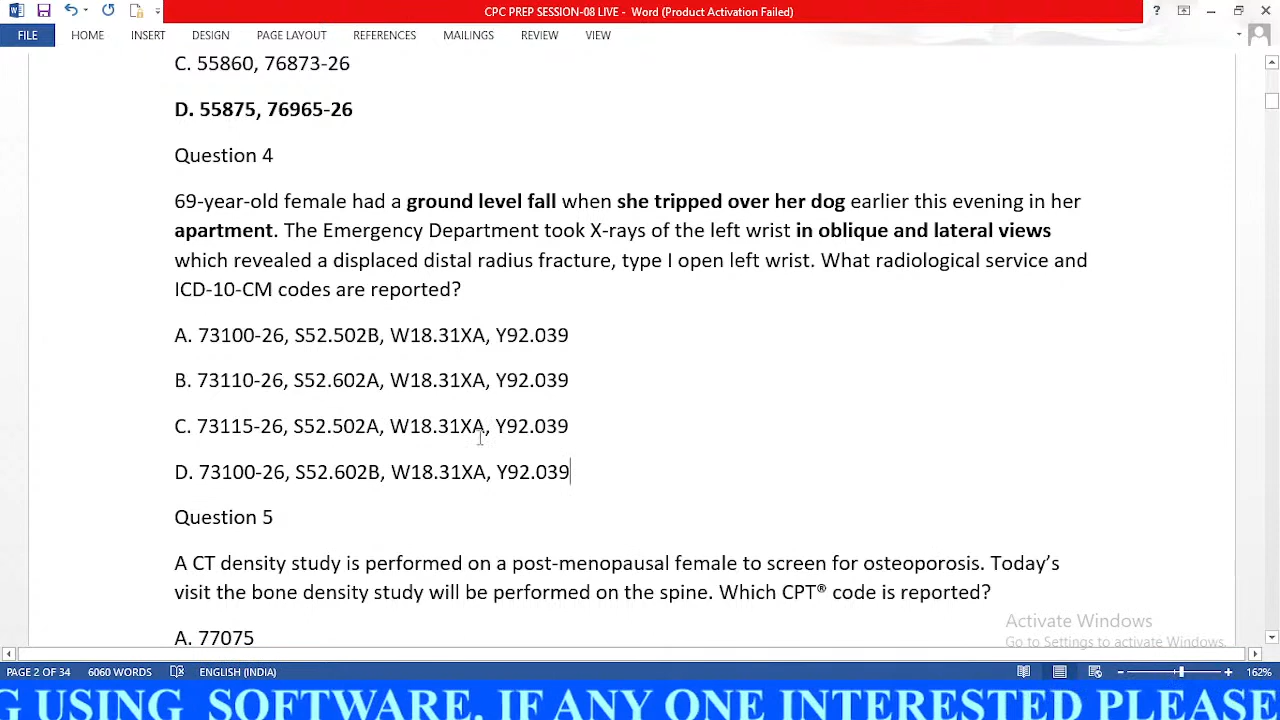 CPC PREP SESSION-08 LIVE - Word (Product Activation Failed)
FILE HOME INSERT DESIGN PAGE LAYOUT REFERENCES MAILINGS REVIEW VIEW
C. 55860, 76873-26
D. 55875, 76965-26
Question 4
69-year-old female had a ground level fall when she tripped over her dog earlier this evening in her
apartment. The Emergency Department took X-rays of the left wrist in oblique and lateral views
which revealed a displaced distal radius fracture, type I open left wrist. What radiological service and
ICD-10-CM codes are reported?
A. 73100-26, S52.502B, W18.31XA, Y92.039
B. 73110-26, S52.602A, W18.31XA, Y92.039
C. 73115-26, S52.502A, W18.31XA, Y92.039
D. 73100-26, S52.602B, W18.31XA, Y92.039
Question 5
A CT density study is performed on a post-menopausal female to screen for osteoporosis. Today’s
visit the bone density study will be performed on the spine. Which CPT® code is reported?
A. 77075
Activate Windows
Go to Settings to activate Windows.
PAGE 2 OF 34 6060 WORDS ENGLISH (INDIA) 162%
G USING SOFTWARE. IF ANY ONE INTERESTED PLEASE